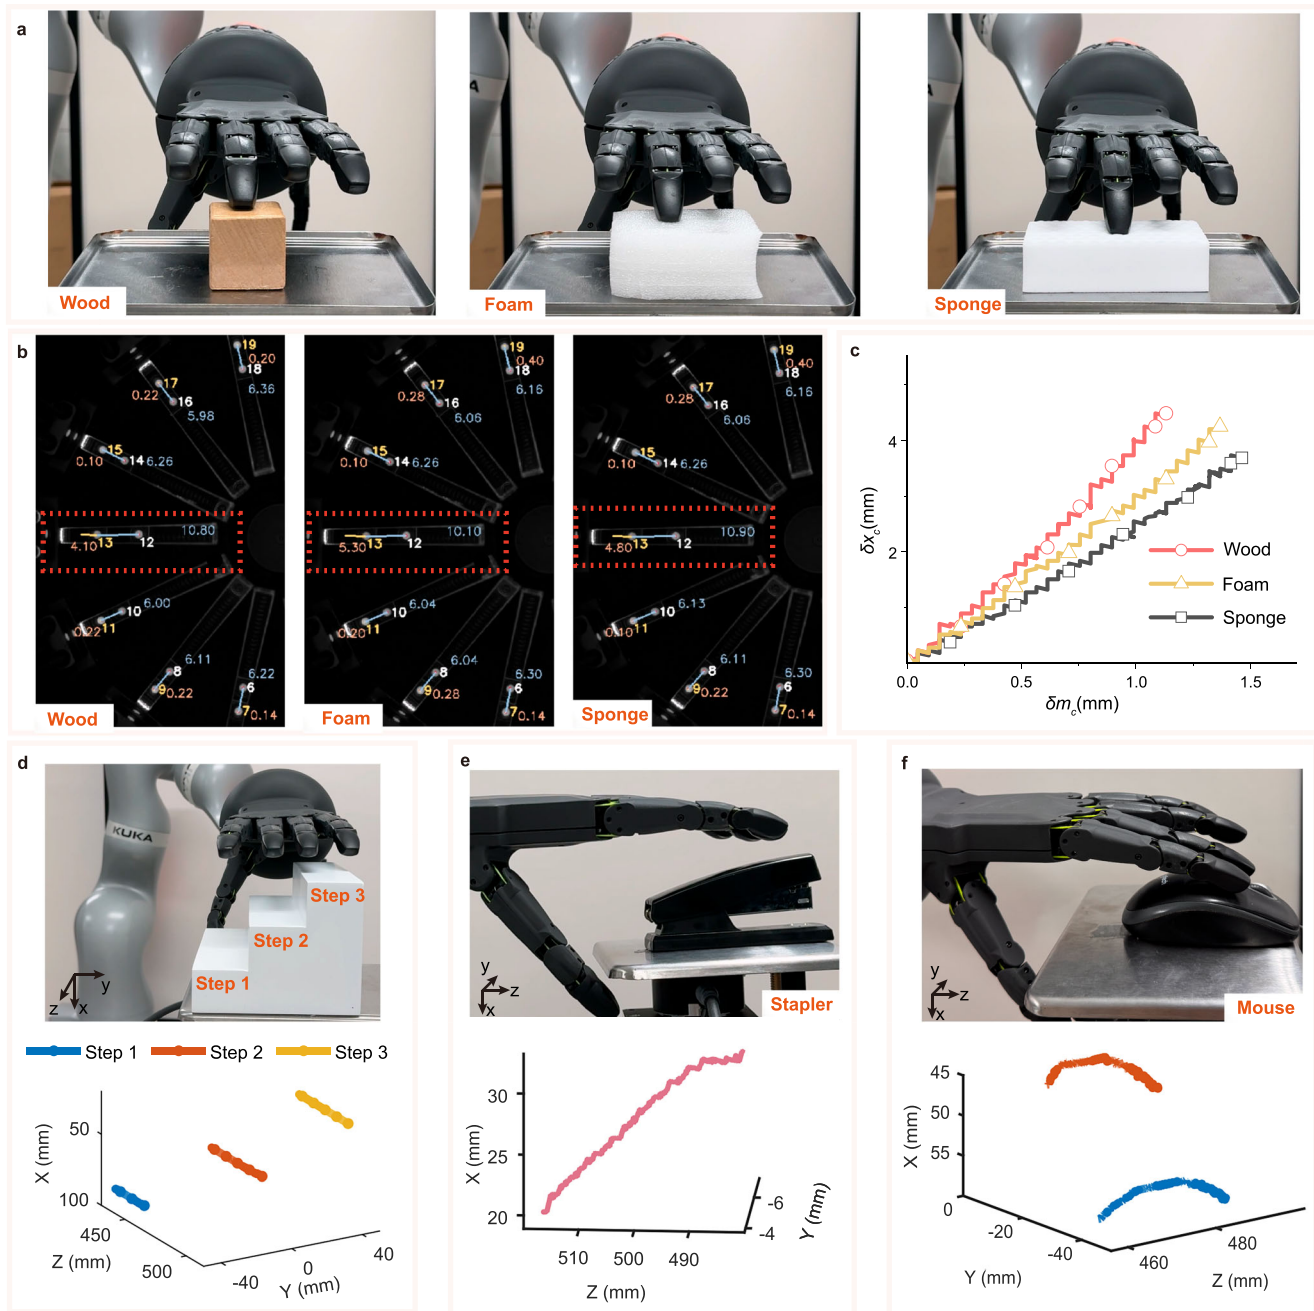 a
KUKA
Wood
Foam
Sponge
b
19
0.20
18
6.36
17
0.22
16
5.98
15
0.10
14
6.26
10.80
4.10
13
12
6.00
10
0.22
11
6.11
8
9
0.22
6.22
6
7
0.14
Wood
19
0.40
18
6.16
17
0.28
16
6.06
15
0.10
14
6.26
10.10
5.30
13
12
6.04
10
0.20
11
6.04
8
9
0.28
6.30
6
7
0.14
Foam
19
0.40
18
6.16
17
0.28
16
6.06
15
0.10
14
6.26
10.90
4.80
13
12
6.13
10
0.10
11
6.11
8
9
0.22
6.30
6
7
0.14
Sponge
c
δx꜀(mm)
4
2
0.0
0.5
1.0
1.5
δm꜀(mm)
Wood
Foam
Sponge
d
KUKA
Step 3
Step 2
Step 1
y
z
x
Step 1
Step 2
Step 3
X (mm)
50
100
450
500
Z (mm)
-40
0
40
Y (mm)
e
y
z
x
Stapler
X (mm)
30
25
20
510
500
490
Z (mm)
-6
-4
Y (mm)
f
y
z
x
Mouse
X (mm)
45
50
55
0
-20
-40
Y (mm)
460
480
Z (mm)